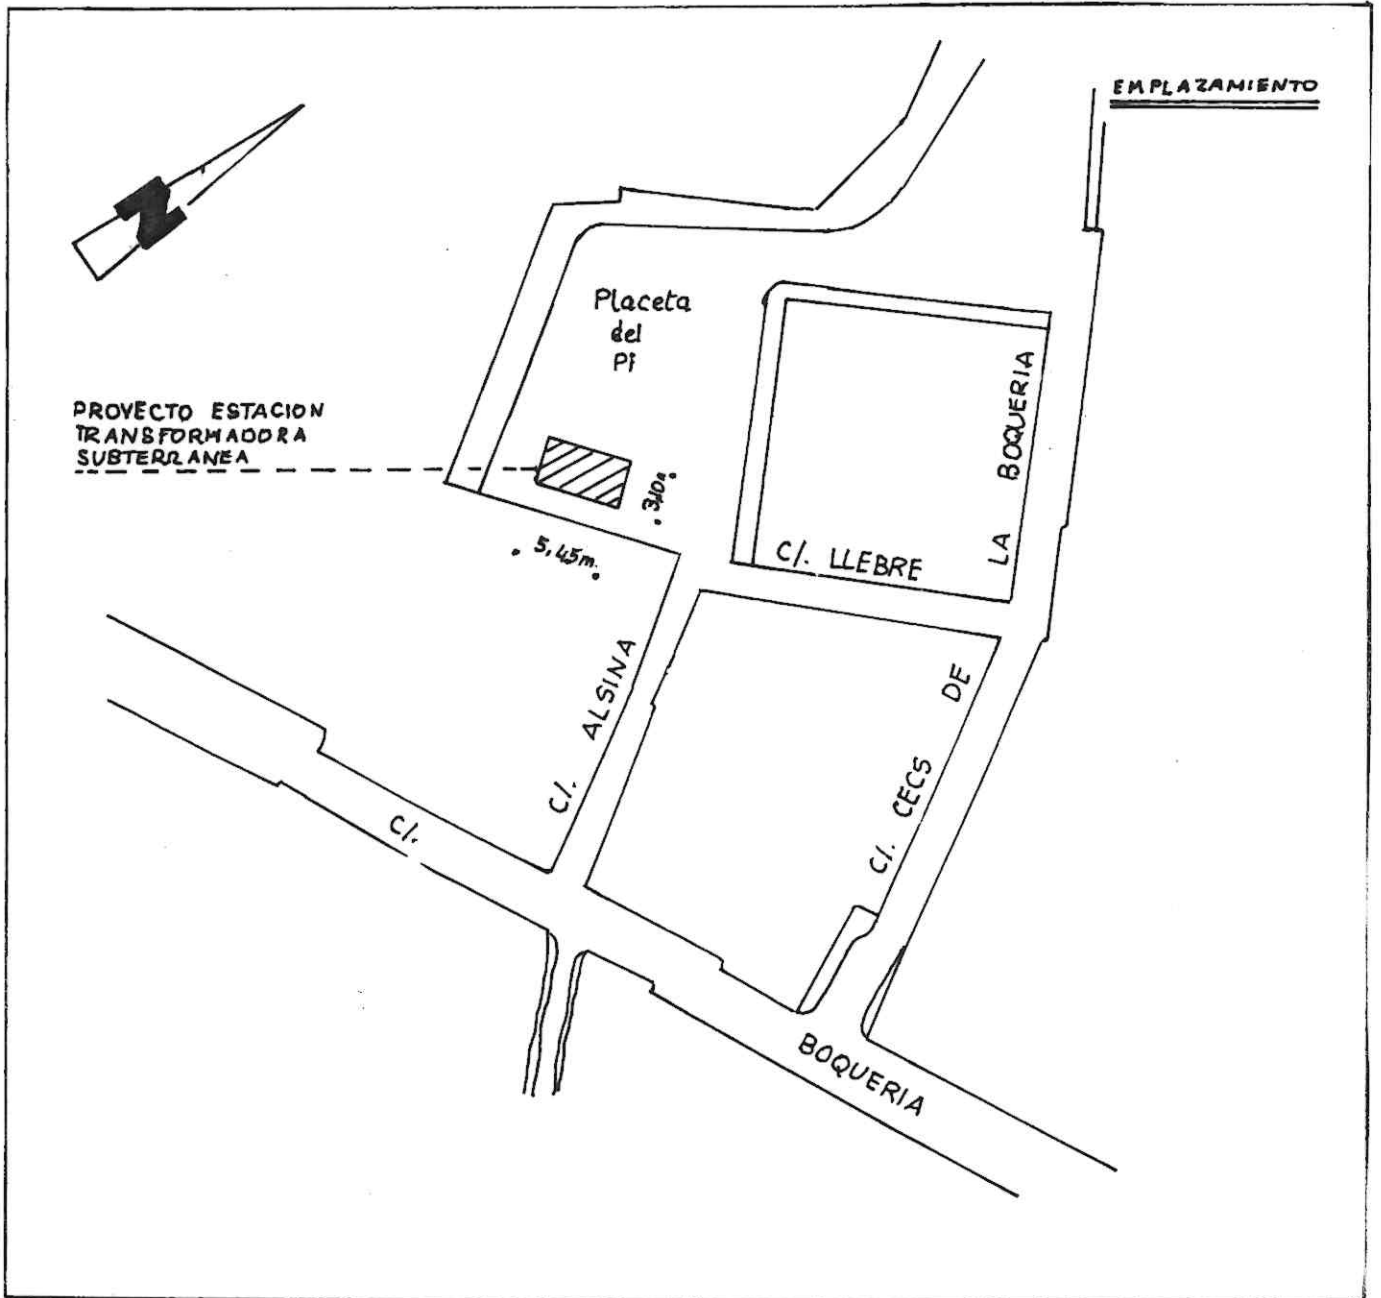 EMPLAZAMIENTO
N
Placeta
del
Pi
PROYECTO ESTACION
TRANSFORMADORA
SUBTERRANEA
3,10m.
5,45m.
C/. LLEBRE
C/. ALSINA
C/. CECS DE LA BOQUERIA
C/. BOQUERIA